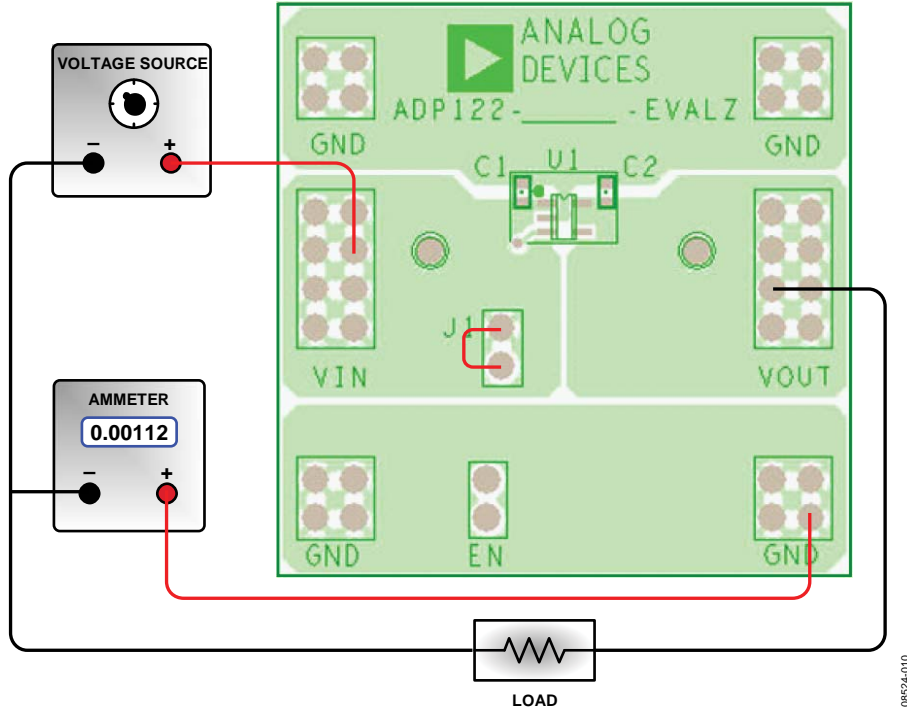 VOLTAGE SOURCE
– +
ANALOG
DEVICES
ADP122-______-EVALZ
GND
GND
C1 U1 C2
J1
VIN
VOUT
AMMETER
0.00112
– +
GND
EN
GND
LOAD
08524-010